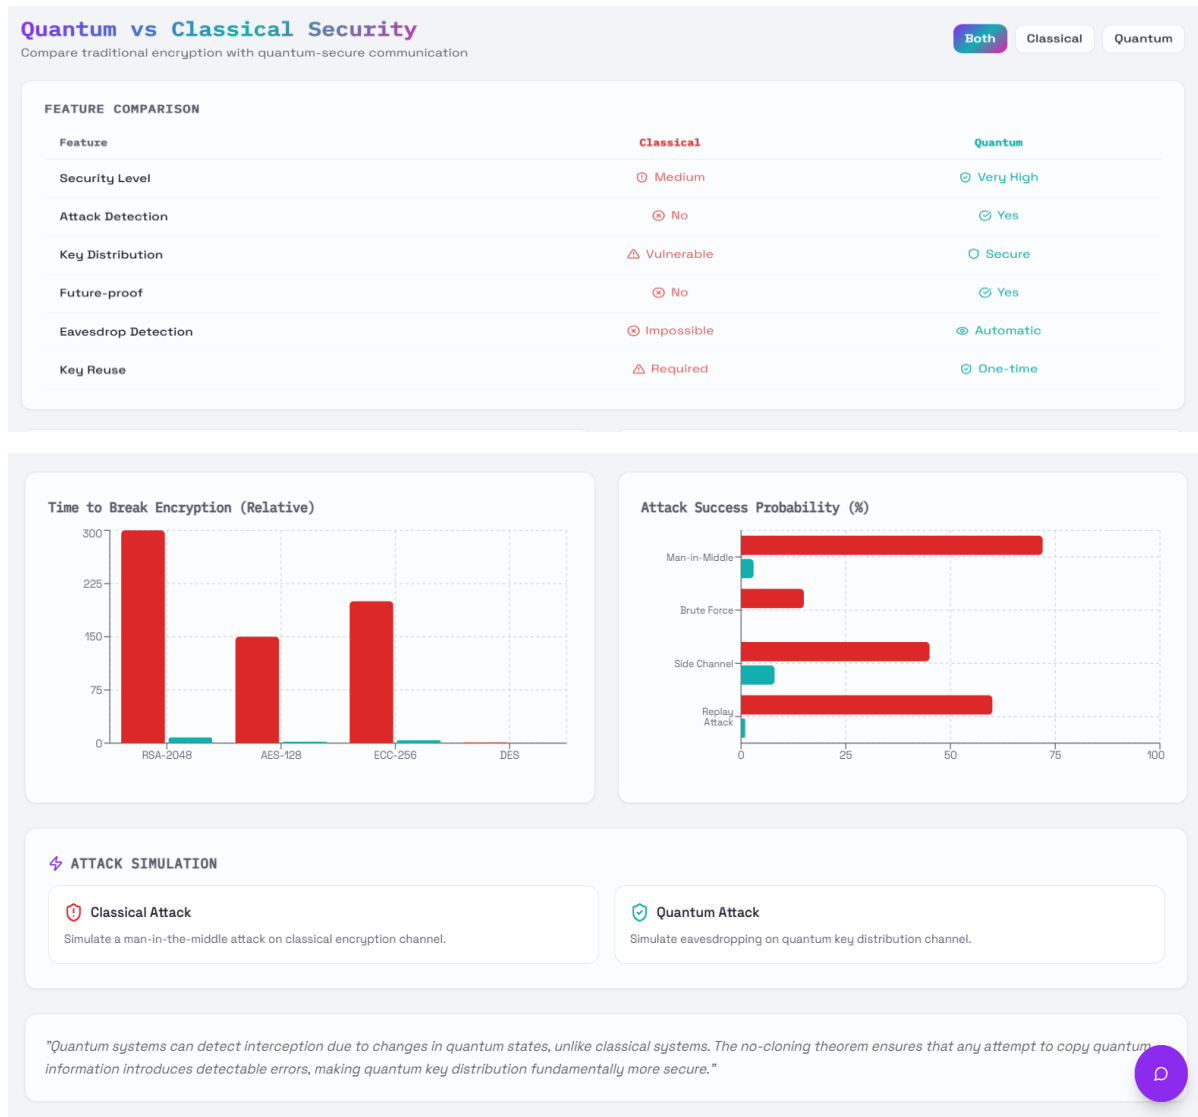 Quantum vs Classical Security
Compare traditional encryption with quantum-secure communication
Both Classical Quantum
FEATURE COMPARISON
Feature Classical Quantum
Security Level Medium Very High
Attack Detection No Yes
Key Distribution Vulnerable Secure
Future-proof No Yes
Eavesdrop Detection Impossible Automatic
Key Reuse Required One-time
Time to Break Encryption (Relative)
300
225
150
75
0
RSA-2048 AES-128 ECC-256 DES
Attack Success Probability (%)
Man-in-Middle
Brute Force
Side Channel
Replay
Attack
0 25 50 75 100
ATTACK SIMULATION
Classical Attack
Simulate a man-in-the-middle attack on classical encryption channel.
Quantum Attack
Simulate eavesdropping on quantum key distribution channel.
"Quantum systems can detect interception due to changes in quantum states, unlike classical systems. The no-cloning theorem ensures that any attempt to copy quantum
information introduces detectable errors, making quantum key distribution fundamentally more secure."